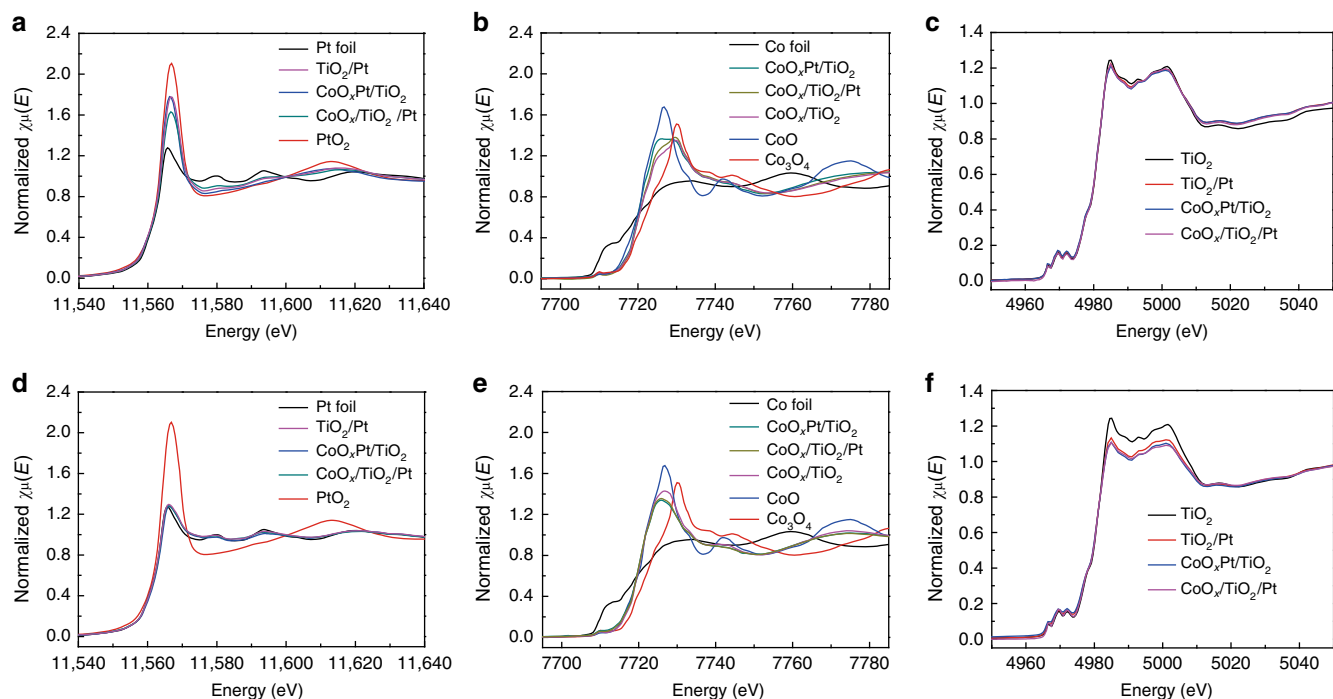 a
Normalized χμ(E)
2.4
2.0
1.6
1.2
0.8
0.4
0.0
Pt foil
TiO2/Pt
CoOxPt/TiO2
CoOx/TiO2 /Pt
PtO2
11,540 11,560 11,580 11,600 11,620 11,640
Energy (eV)
b
Normalized χμ(E)
2.4
2.0
1.6
1.2
0.8
0.4
0.0
Co foil
CoOxPt/TiO2
CoOx/TiO2/Pt
CoOx/TiO2
CoO
Co3O4
7700 7720 7740 7760 7780
Energy (eV)
c
Normalized χμ(E)
1.4
1.2
1.0
0.8
0.6
0.4
0.2
0.0
TiO2
TiO2/Pt
CoOxPt/TiO2
CoOx/TiO2/Pt
4960 4980 5000 5020 5040
Energy (eV)
d
Normalized χμ(E)
2.4
2.0
1.6
1.2
0.8
0.4
0.0
Pt foil
TiO2/Pt
CoOxPt/TiO2
CoOx/TiO2/Pt
PtO2
11,540 11,560 11,580 11,600 11,620 11,640
Energy (eV)
e
Normalized χμ(E)
2.4
2.0
1.6
1.2
0.8
0.4
0.0
Co foil
CoOxPt/TiO2
CoOx/TiO2/Pt
CoOx/TiO2
CoO
Co3O4
7700 7720 7740 7760 7780
Energy (eV)
f
Normalized χμ(E)
1.4
1.2
1.0
0.8
0.6
0.4
0.2
0.0
TiO2
TiO2/Pt
CoOxPt/TiO2
CoOx/TiO2/Pt
4960 4980 5000 5020 5040
Energy (eV)